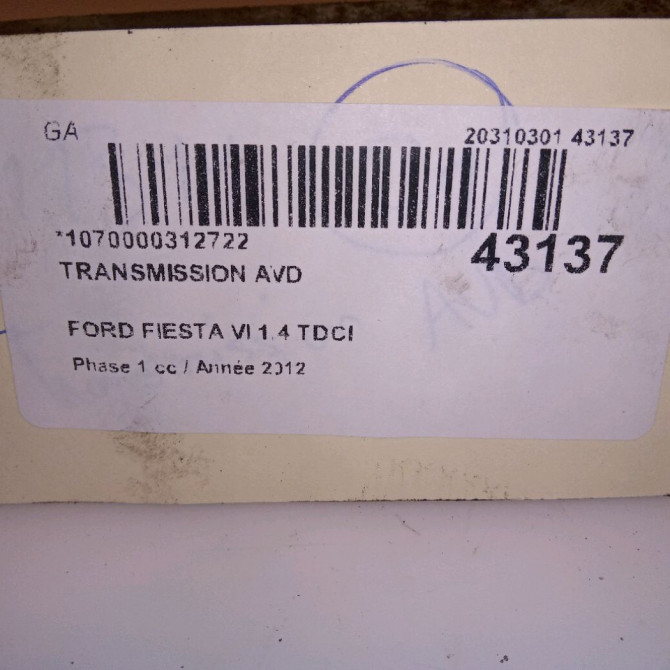 GA 20310301 43137
*1070000312722 43137
TRANSMISSION AVD
FORD FIESTA VI 1.4 TDCI
Phase 1 cc / Année 2012